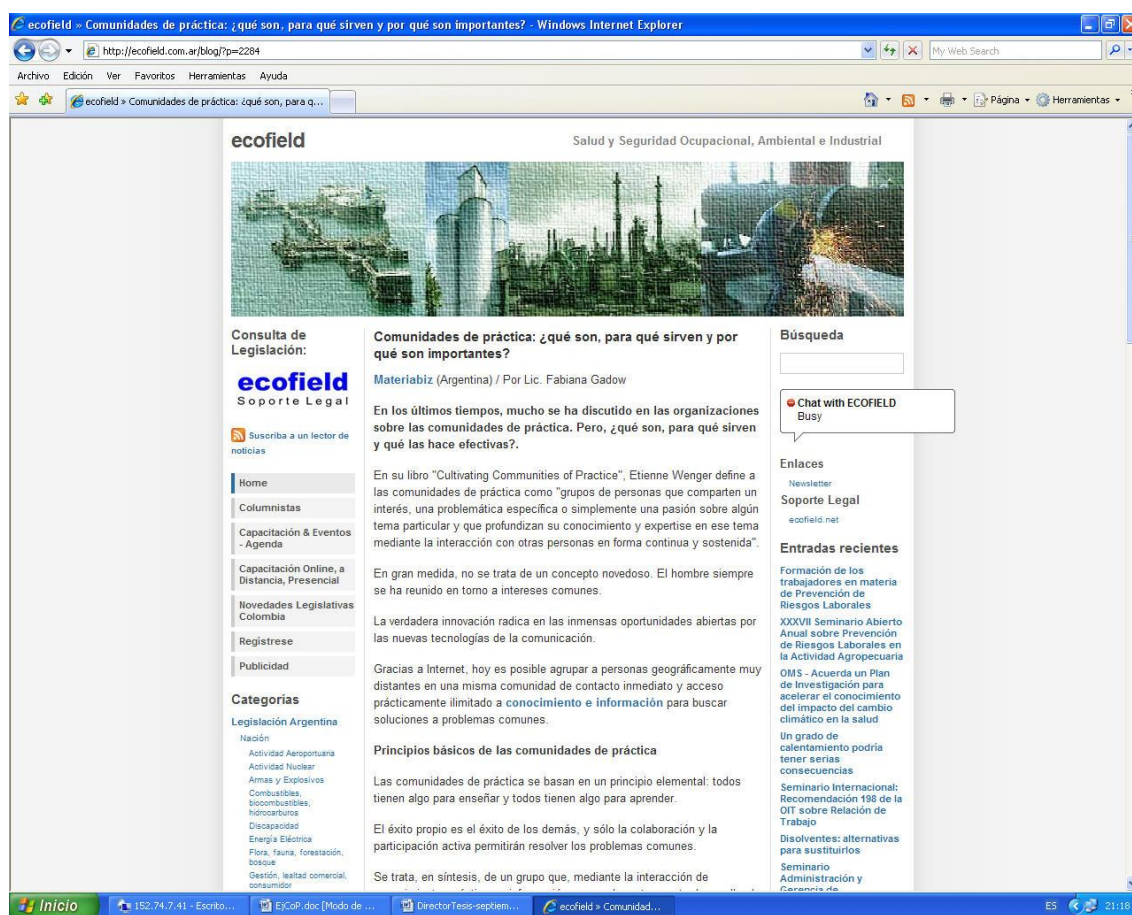 ecofield » Comunidades de práctica: ¿qué son, para qué sirven y por qué son importantes? - Windows Internet Explorer
http://ecofield.com.ar/blog/?p=2284
My Web Search
Archivo Edición Ver Favoritos Herramientas Ayuda
ecofield » Comunidades de práctica: ¿qué son, para q...
Página
Herramientas
ecofield
Salud y Seguridad Ocupacional, Ambiental e Industrial
Consulta de
Legislación:
ecofield
Soporte Legal
Suscriba a un lector de
noticias
Home
Columnistas
Capacitación & Eventos
- Agenda
Capacitación Online, a
Distancia, Presencial
Novedades Legislativas
Colombia
Registrese
Publicidad
Categorías
Legislación Argentina
Nación
Actividad Aeroportuaria
Actividad Nuclear
Armas y Explosivos
Combustibles,
biocombustibles,
hidrocarburos
Discapacidad
Energía Eléctrica
Flora, fauna, forestación,
bosque
Gestión, lealtad comercial,
consumidor
Comunidades de práctica: ¿qué son, para qué sirven y por
qué son importantes?
Materiabiz (Argentina) / Por Lic. Fabiana Gadow
En los últimos tiempos, mucho se ha discutido en las organizaciones
sobre las comunidades de práctica. Pero, ¿qué son, para qué sirven
y qué las hace efectivas?.
En su libro "Cultivating Communities of Practice", Etienne Wenger define a
las comunidades de práctica como "grupos de personas que comparten un
interés, una problemática específica o simplemente una pasión sobre algún
tema particular y que profundizan su conocimiento y expertise en ese tema
mediante la interacción con otras personas en forma continua y sostenida".
En gran medida, no se trata de un concepto novedoso. El hombre siempre
se ha reunido en torno a intereses comunes.
La verdadera innovación radica en las inmensas oportunidades abiertas por
las nuevas tecnologías de la comunicación.
Gracias a Internet, hoy es posible agrupar a personas geográficamente muy
distantes en una misma comunidad de contacto inmediato y acceso
prácticamente ilimitado a conocimiento e información para buscar
soluciones a problemas comunes.
Principios básicos de las comunidades de práctica
Las comunidades de práctica se basan en un principio elemental: todos
tienen algo para enseñar y todos tienen algo para aprender.
El éxito propio es el éxito de los demás, y sólo la colaboración y la
participación activa permitirán resolver los problemas comunes.
Se trata, en síntesis, de un grupo que, mediante la interacción de
Búsqueda
Chat with ECOFIELD
Busy
Enlaces
Newsletter
Soporte Legal
ecofield.net
Entradas recientes
Formación de los
trabajadores en materia
de Prevención de
Riesgos Laborales
XXXVII Seminario Abierto
Anual sobre Prevención
de Riesgos Laborales en
la Actividad Agropecuaria
OMS - Acuerda un Plan
de Investigación para
acelerar el conocimiento
del impacto del cambio
climático en la salud
Un grado de
calentamiento podría
tener serias
consecuencias
Seminario Internacional:
Recomendación 198 de la
OIT sobre Relación de
Trabajo
Disolventes: alternativas
para sustituirlos
Seminario
Administración y
Gerencia de
Inicio
152.74.7.41 - Escrito...
EjCoP.doc [Modo de ...
DirectorTesis-septiem...
ecofield » Comunidad...
ES
21:18